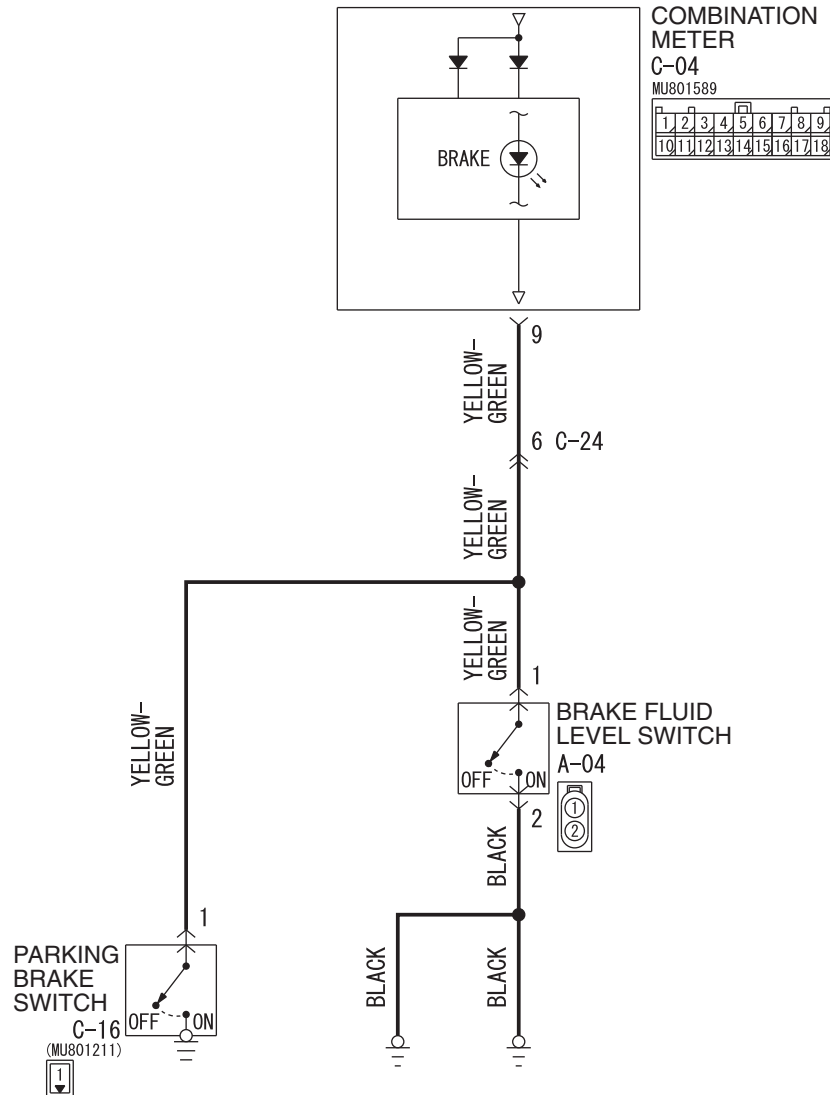 COMBINATION
METER
C-04
MU801589
1 2 3 4 5 6 7 8 9
10 11 12 13 14 15 16 17 18
BRAKE
9
YELLOW-
GREEN
6 C-24
YELLOW-
GREEN
YELLOW-
GREEN
1
BRAKE FLUID
LEVEL SWITCH
A-04
OFF ON
1
2
2
YELLOW-
GREEN
BLACK
1
PARKING
BRAKE
SWITCH
C-16
(MU801211)
1
OFF ON
BLACK
BLACK